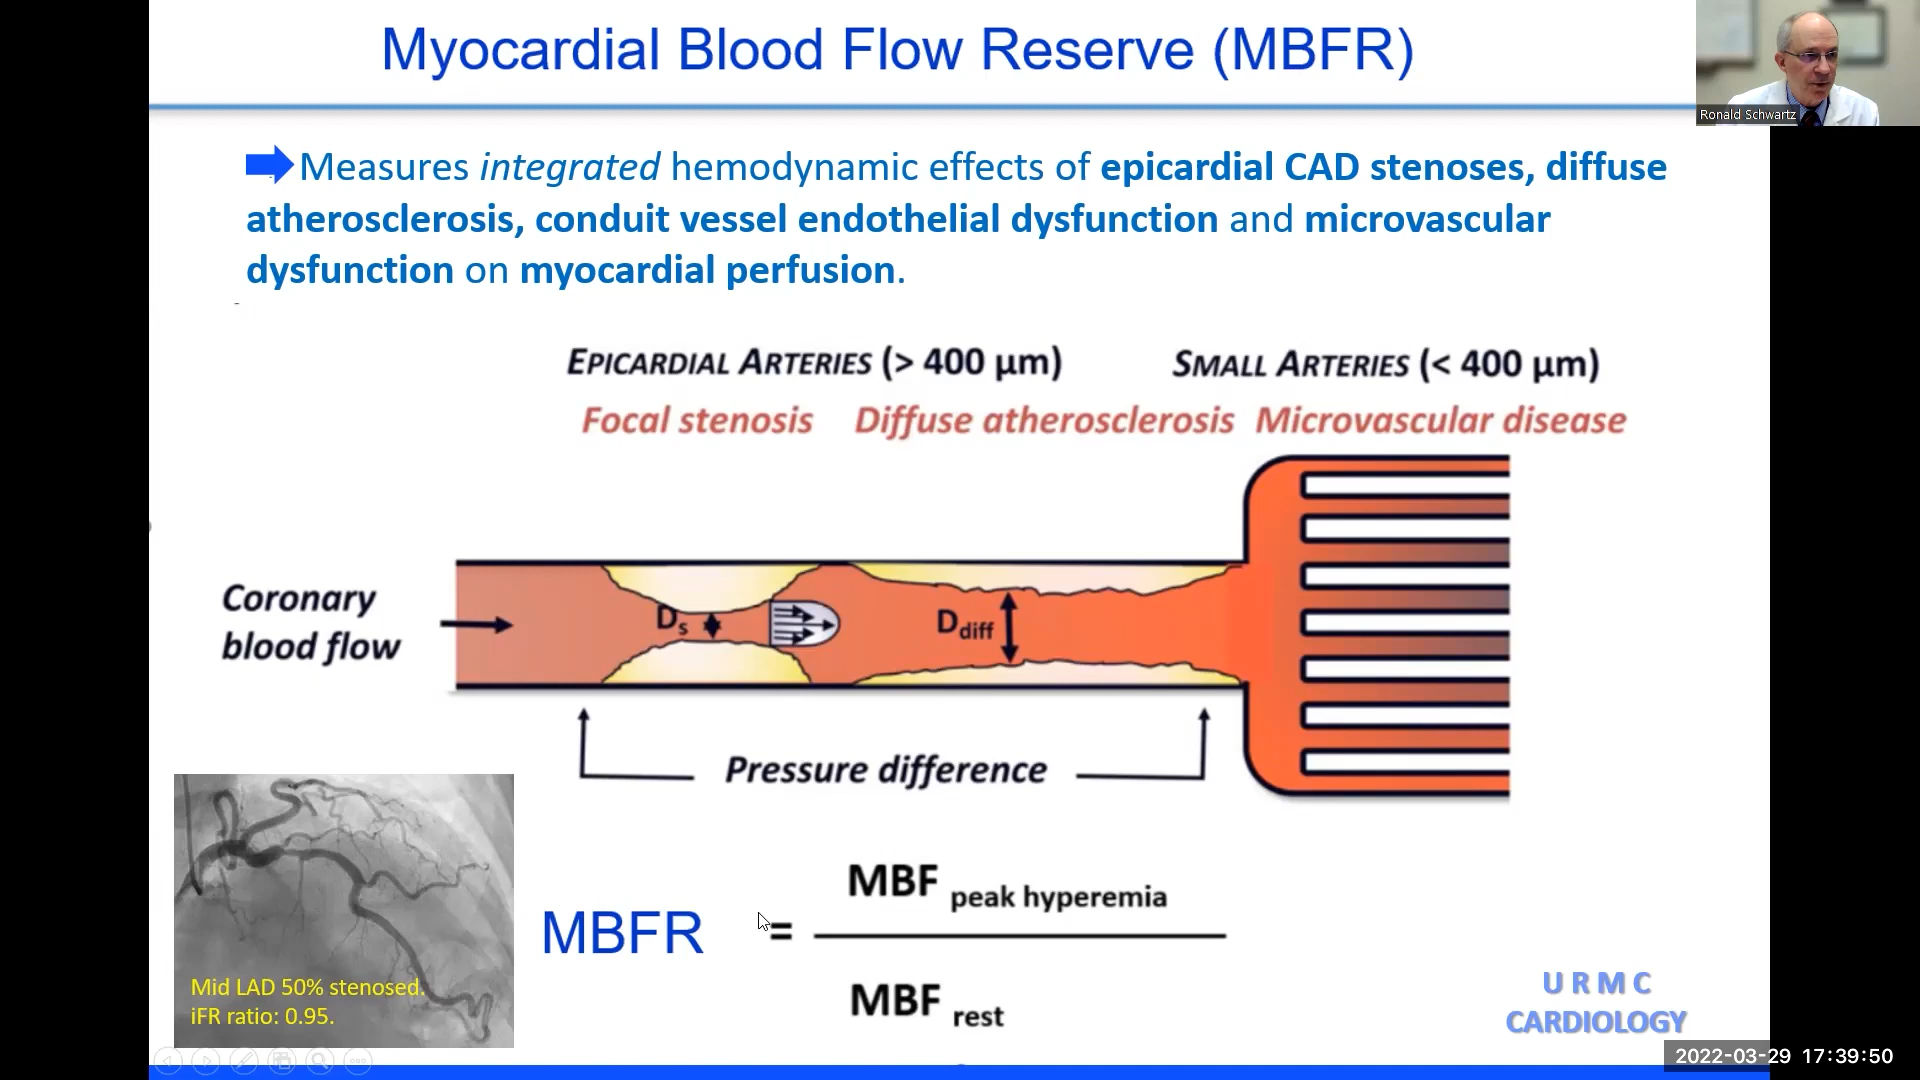 Myocardial Blood Flow Reserve (MBFR)
Ronald Schwartz
Measures integrated hemodynamic effects of epicardial CAD stenoses, diffuse
atherosclerosis, conduit vessel endothelial dysfunction and microvascular
dysfunction on myocardial perfusion.
EPICARDIAL ARTERIES (> 400 µm)
SMALL ARTERIES (< 400 µm)
Focal stenosis
Diffuse atherosclerosis
Microvascular disease
Coronary
blood flow
Ds
Ddiff
Pressure difference
Mid LAD 50% stenosed.
iFR ratio: 0.95.
MBF peak hyperemia
MBFR =
MBF rest
U R M C
CARDIOLOGY
2022-03-29 17:39:50